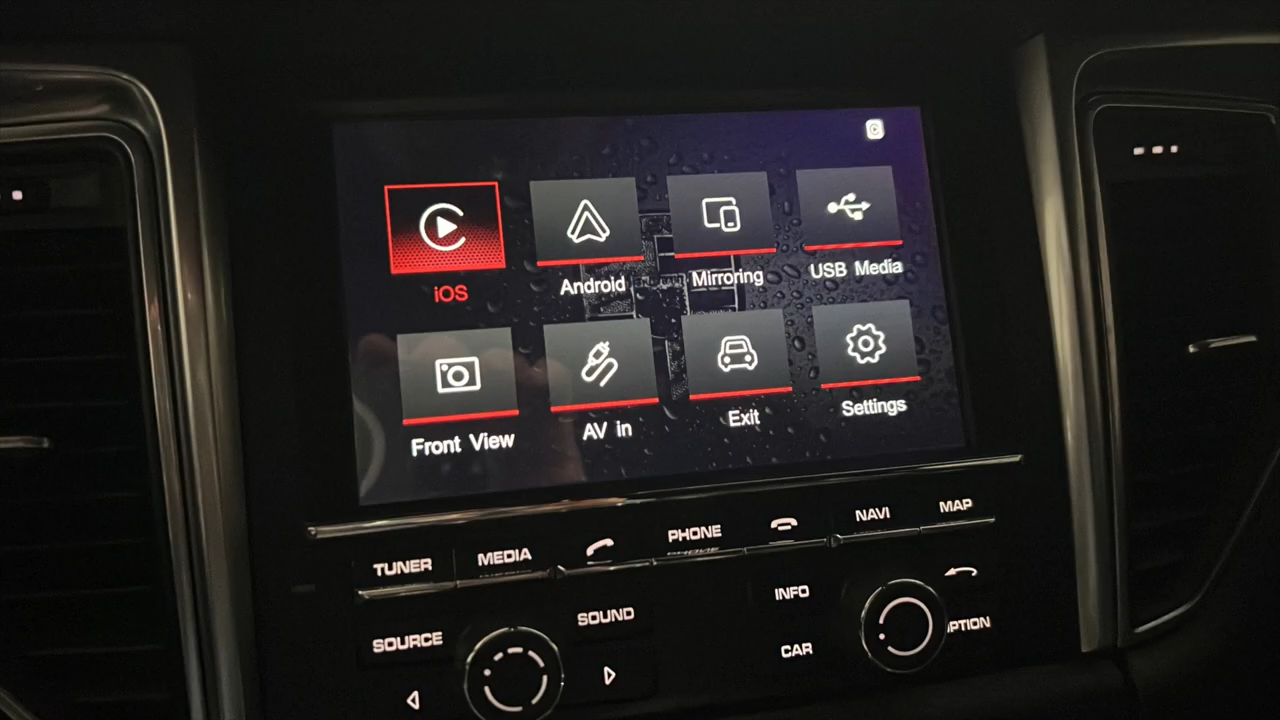 iOS
Android
Mirroring
USB Media
Front View
AV in
Exit
Settings
TUNER
MEDIA
PHONE
NAVI
MAP
SOURCE
SOUND
INFO
CAR
PTION